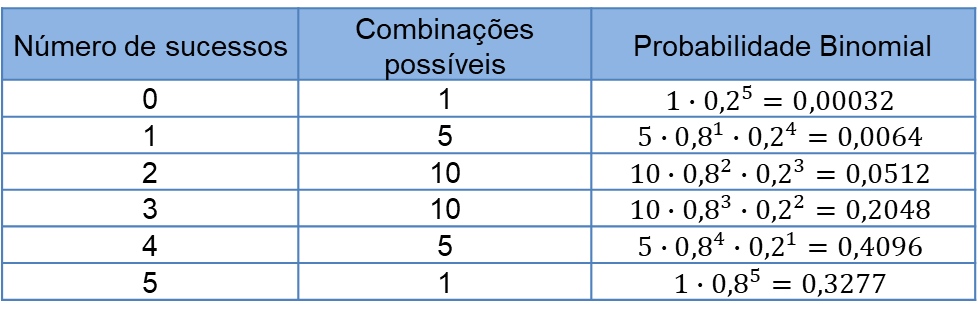 Número de sucessos Combinações possíveis Probabilidade Binomial
0 1 1 · 0,2⁵ = 0,00032
1 5 5 · 0,8¹ · 0,2⁴ = 0,0064
2 10 10 · 0,8² · 0,2³ = 0,0512
3 10 10 · 0,8³ · 0,2² = 0,2048
4 5 5 · 0,8⁴ · 0,2¹ = 0,4096
5 1 1 · 0,8⁵ = 0,3277